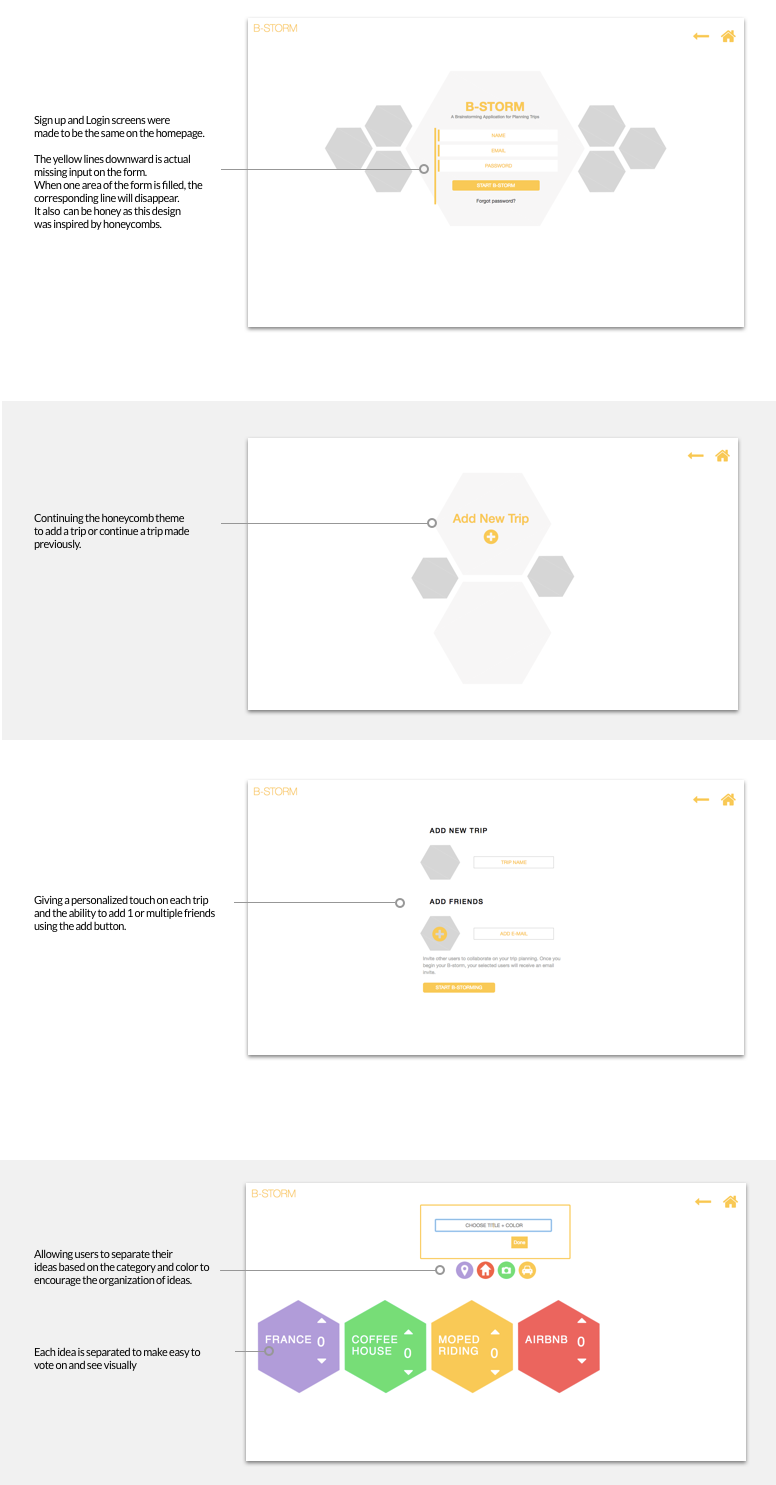 B-STORM
Sign up and Login screens were
made to be the same on the homepage.
The yellow lines downward is actual
missing input on the form.
When one area of the form is filled, the
corresponding line will disappear.
It also can be honey as this design
was inspired by honeycombs.
B-STORM
A Brainstorming Application for Planning Trips
NAME
EMAIL
PASSWORD
START B-STORM
Forgot password?
Continuing the honeycomb theme
to add a trip or continue a trip made
previously.
Add New Trip
B-STORM
Giving a personalized touch on each trip
and the ability to add 1 or multiple friends
using the add button.
ADD NEW TRIP
TRIP NAME
ADD FRIENDS
ADD E-MAIL
Invite other users to collaborate on your trip planning. Once you
begin your B-storm, your selected users will receive an email
invite.
START B-STORMING
B-STORM
Allowing users to separate their
ideas based on the category and color to
encourage the organization of ideas.
CHOOSE TITLE + COLOR
Done
Each idea is separated to make easy to
vote on and see visually
FRANCE 0
COFFEE
HOUSE 0
MOPED
RIDING 0
AIRBNB 0